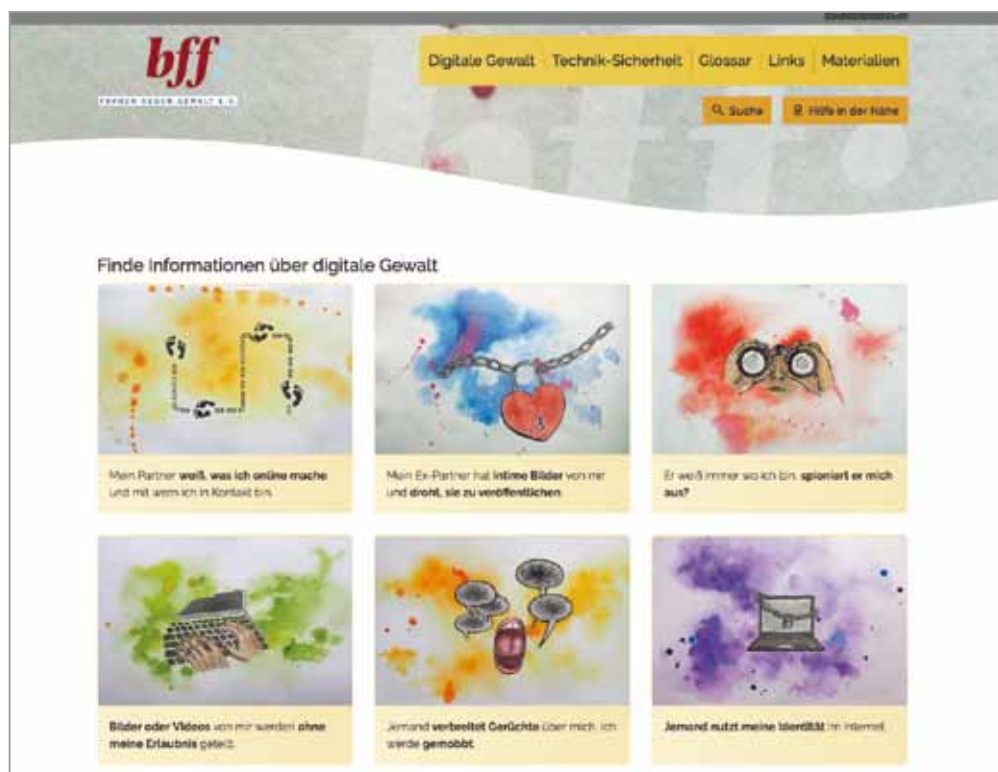 bff:
FRAUEN GEGEN GEWALT E.V.
Digitale Gewalt
Technik-Sicherheit
Glossar
Links
Materialien
Suche
Hilfe in der Nähe
Finde Informationen über digitale Gewalt
Mein Partner weiß, was ich online mache
und mit wem ich in Kontakt bin.
Mein Ex-Partner hat intime Bilder von mir
und droht, sie zu veröffentlichen.
Er weiß immer wo ich bin, spioniert er mich
aus?
Bilder oder Videos von mir werden ohne
meine Erlaubnis geteilt.
Jemand verbreitet Gerüchte über mich. Ich
werde gemobbt.
Jemand nutzt meine Identität im Internet.